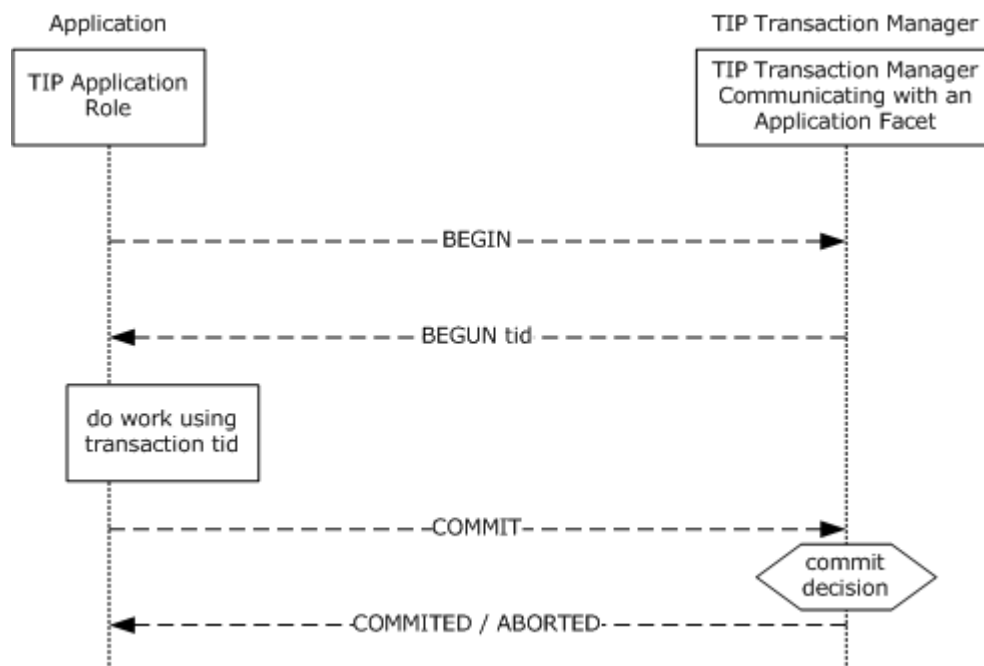 Application
TIP Transaction Manager
TIP Application
Role
TIP Transaction Manager
Communicating with an
Application Facet
BEGIN
BEGUN tid
do work using
transaction tid
COMMIT
commit
decision
COMMITED / ABORTED